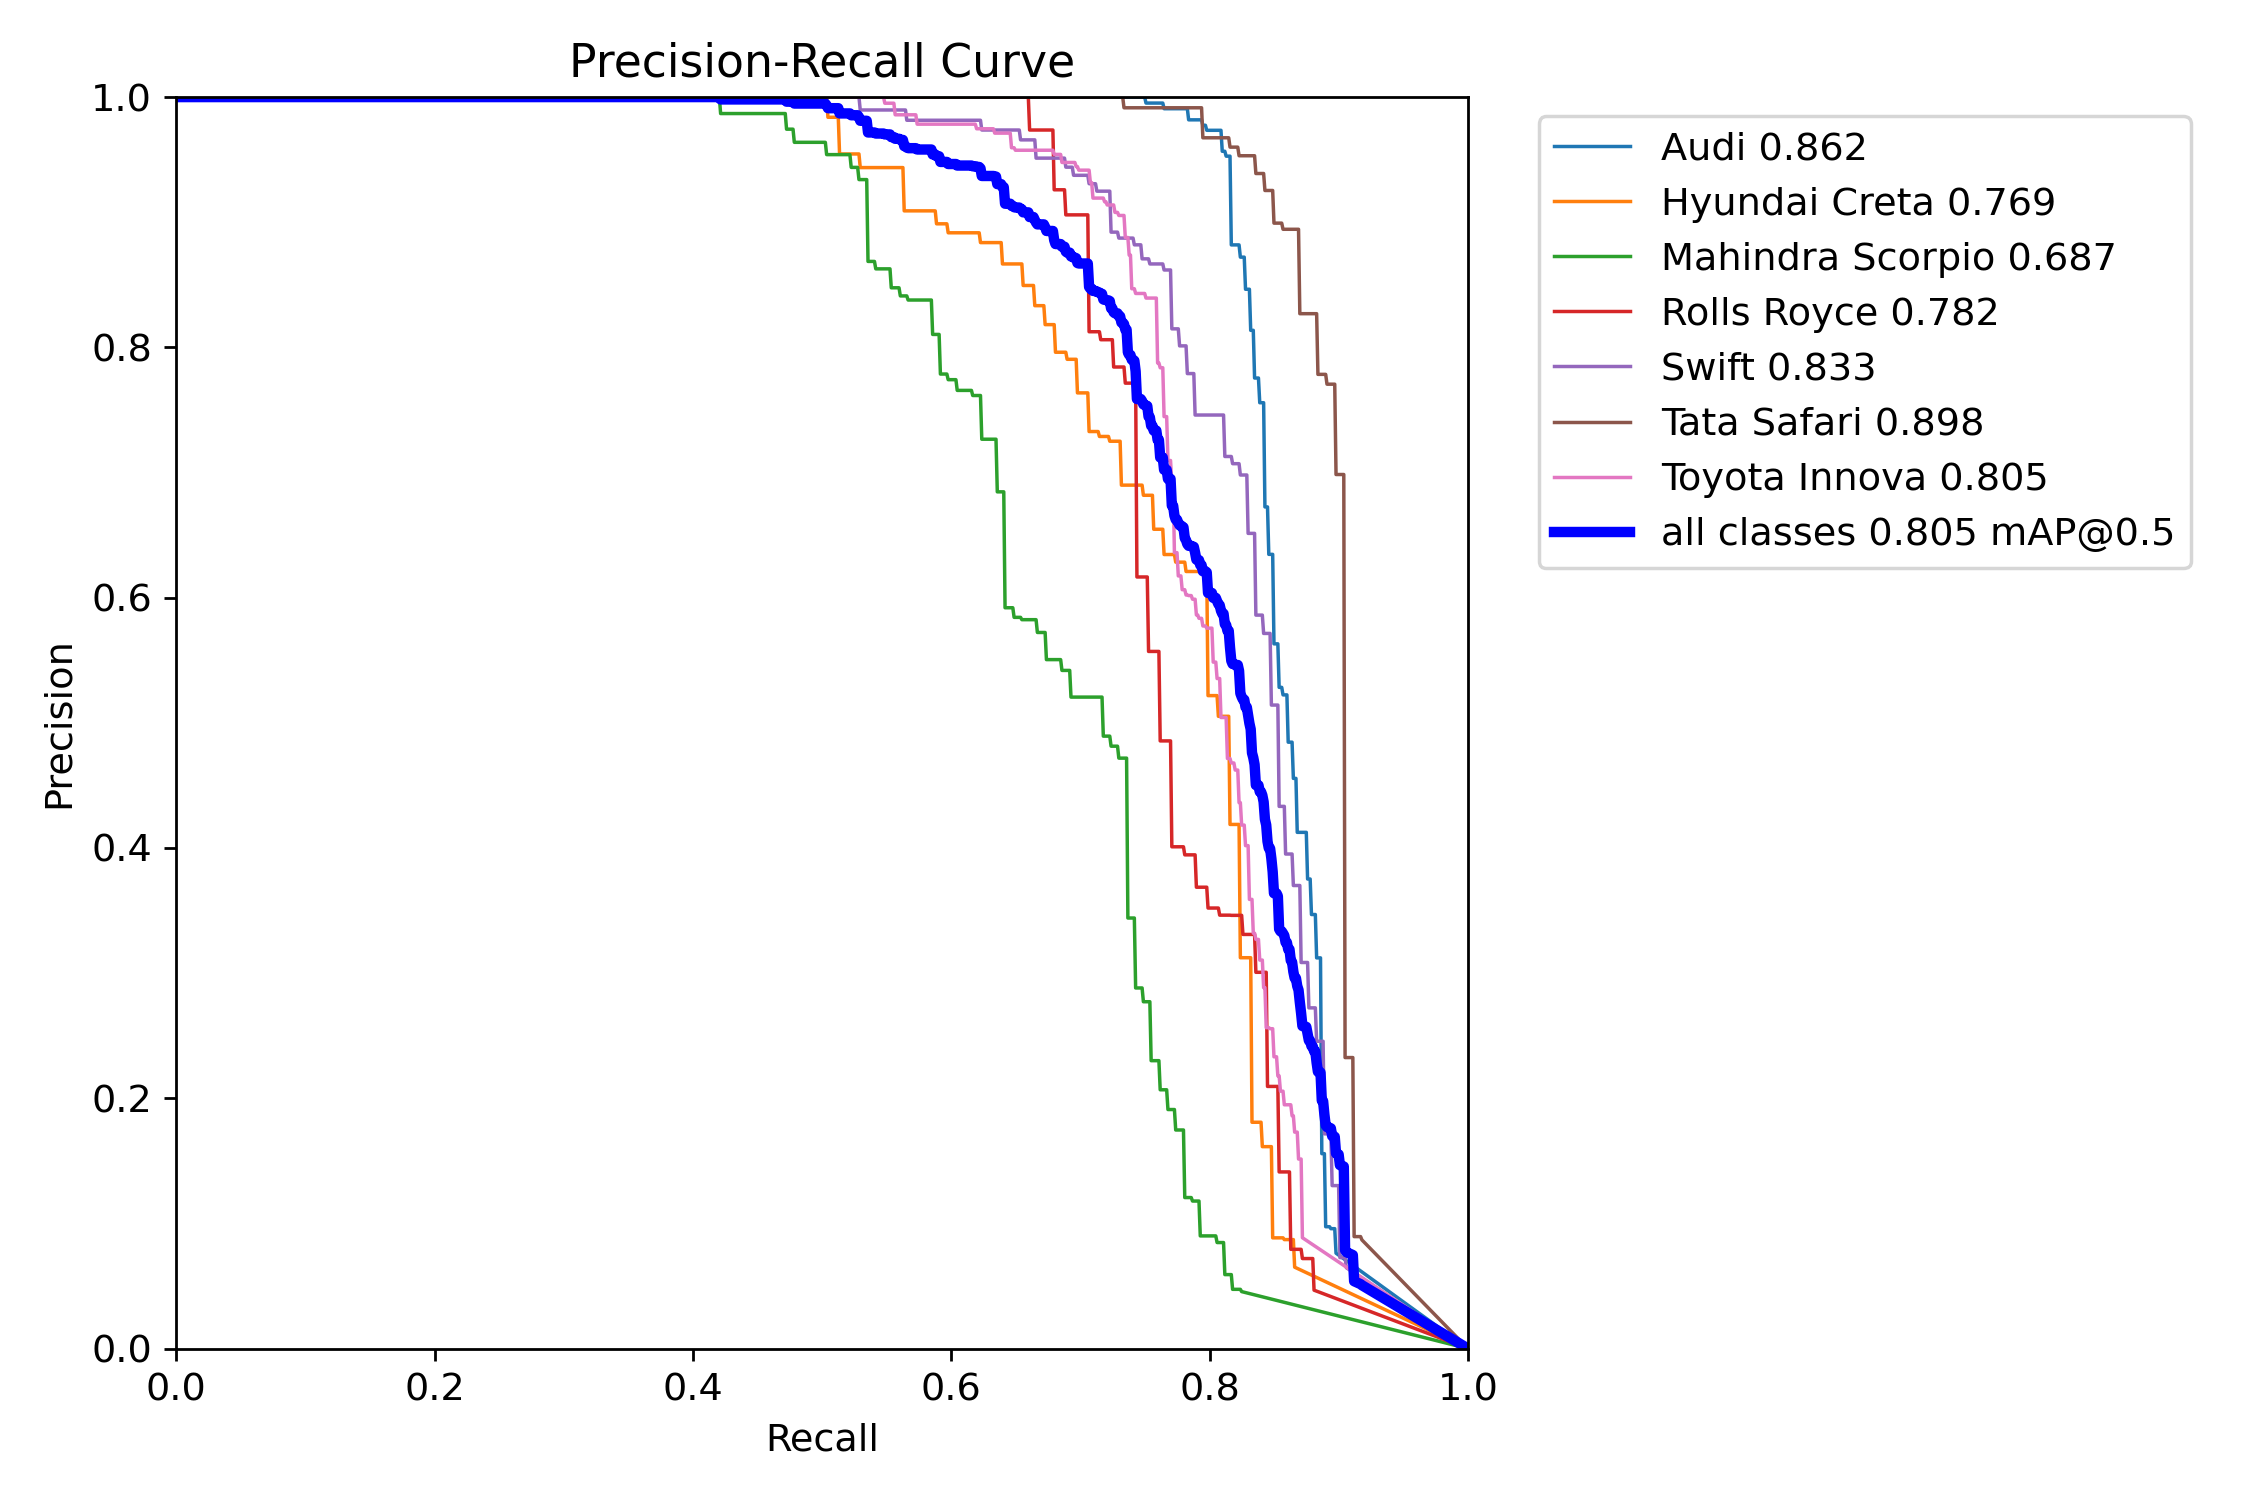 Precision-Recall Curve
1.0
0.8
0.6
0.4
0.2
0.0
Precision
0.0 0.2 0.4 0.6 0.8 1.0
Recall
Audi 0.862
Hyundai Creta 0.769
Mahindra Scorpio 0.687
Rolls Royce 0.782
Swift 0.833
Tata Safari 0.898
Toyota Innova 0.805
all classes 0.805 mAP@0.5